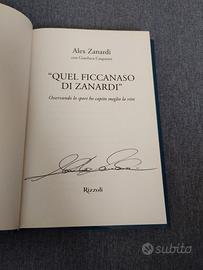 Alex Zanardi
con Gianluca Gasparini
"QUEL FICCANASO
DI ZANARDI"
Osservando lo sport ho capito meglio la vita
Rizzoli
subito